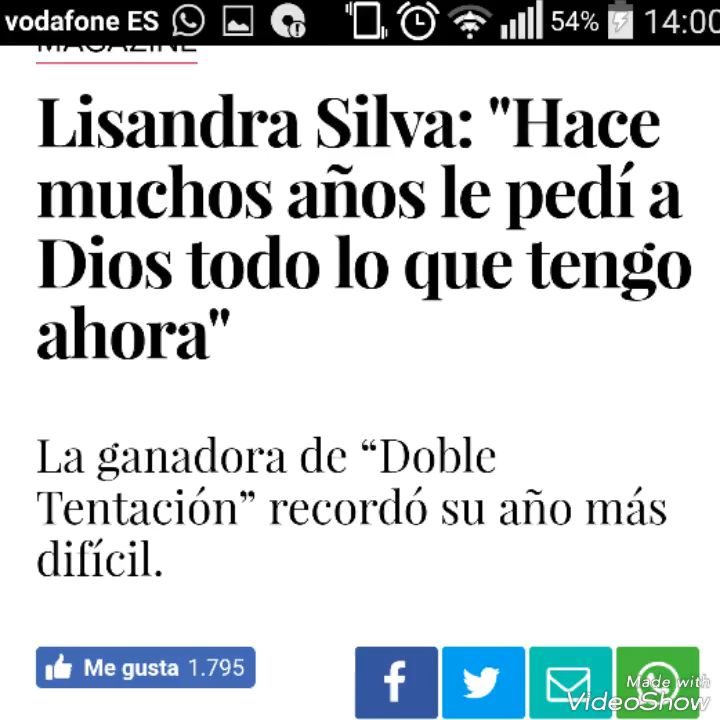 vodafone ES 54% 14:00
MAGAZINE
Lisandra Silva: "Hace
muchos años le pedí a
Dios todo lo que tengo
ahora"
La ganadora de “Doble
Tentación” recordó su año más
difícil.
Me gusta 1.795
Made with
VideoShow